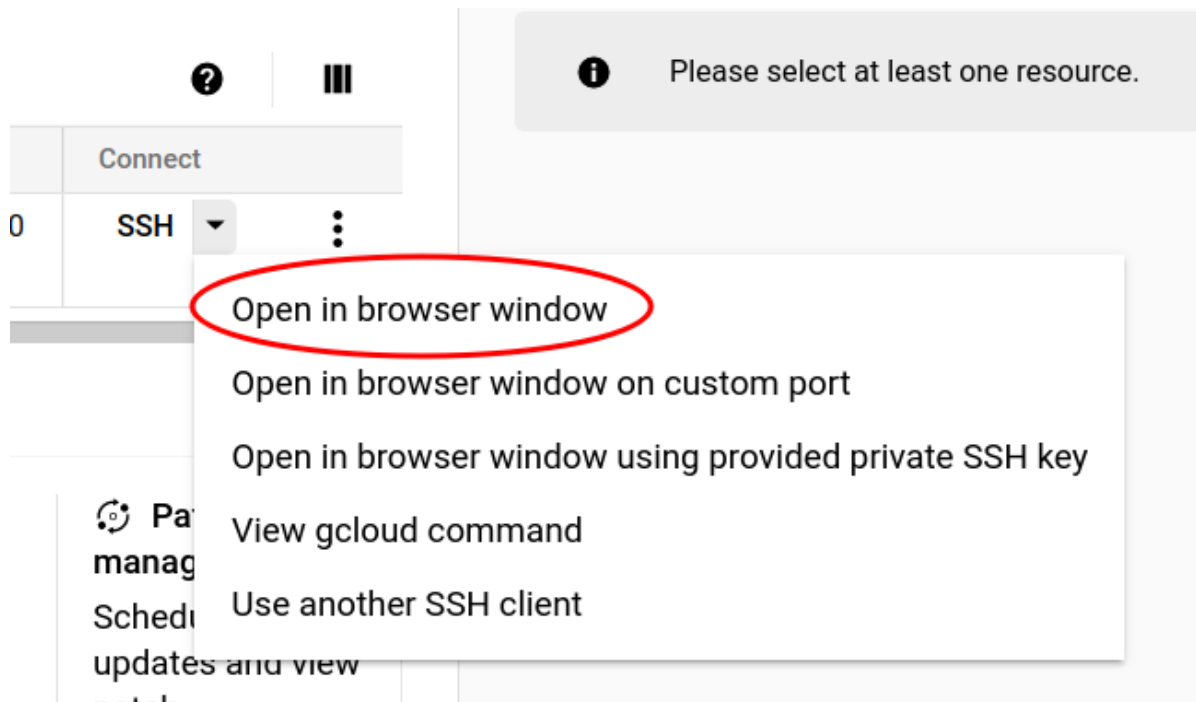 Please select at least one resource.
Connect
0
SSH
Open in browser window
Open in browser window on custom port
Open in browser window using provided private SSH key
View gcloud command
Use another SSH client
Pa
manag
Sched
updates and view